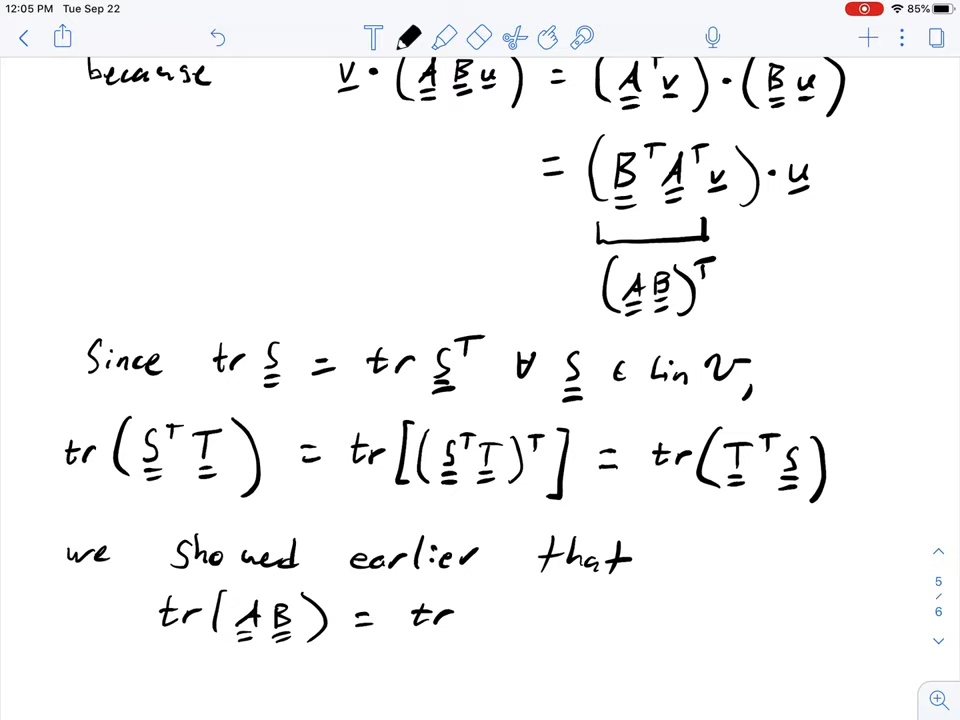 12:05 PM Tue Sep 22 85%
because v · (A B u) = (Aᵀ v) · (B u)
= (Bᵀ Aᵀ v) · u
(A B)ᵀ
Since tr S = tr Sᵀ ∀ S ∈ Lin V,
tr (Sᵀ T) = tr [(Sᵀ T)ᵀ] = tr (Tᵀ S)
we showed earlier that
tr (A B) = tr
5
/
6